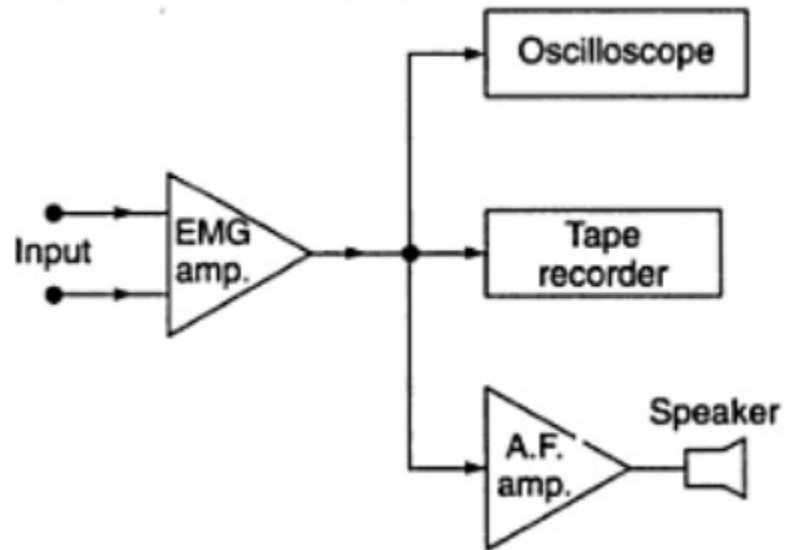 Oscilloscope
Input
EMG
amp.
Tape
recorder
Speaker
A.F.
amp.